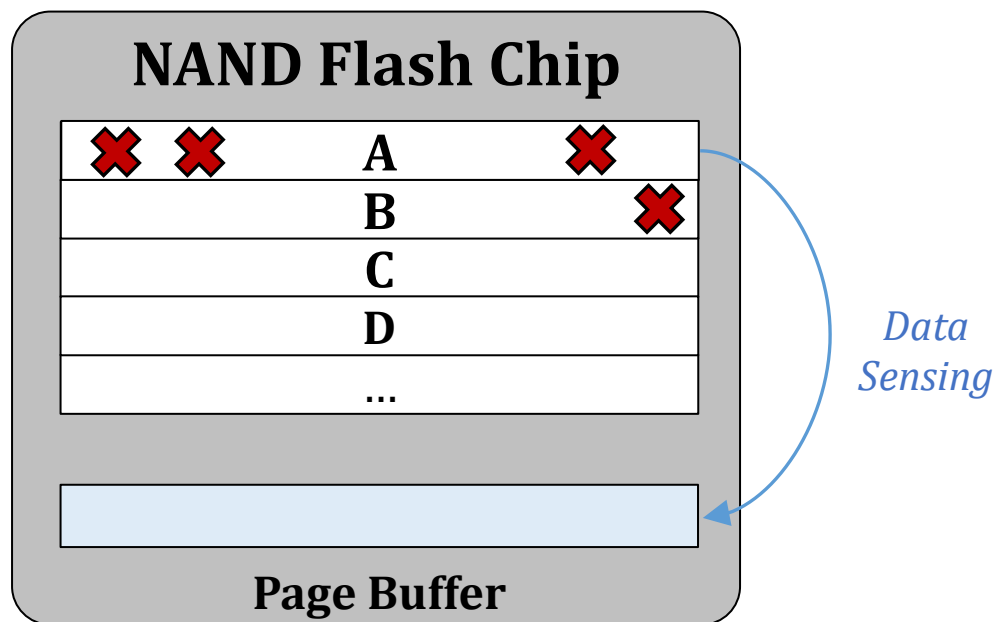 NAND Flash Chip
A
B
C
D
...
Data
Sensing
Page Buffer